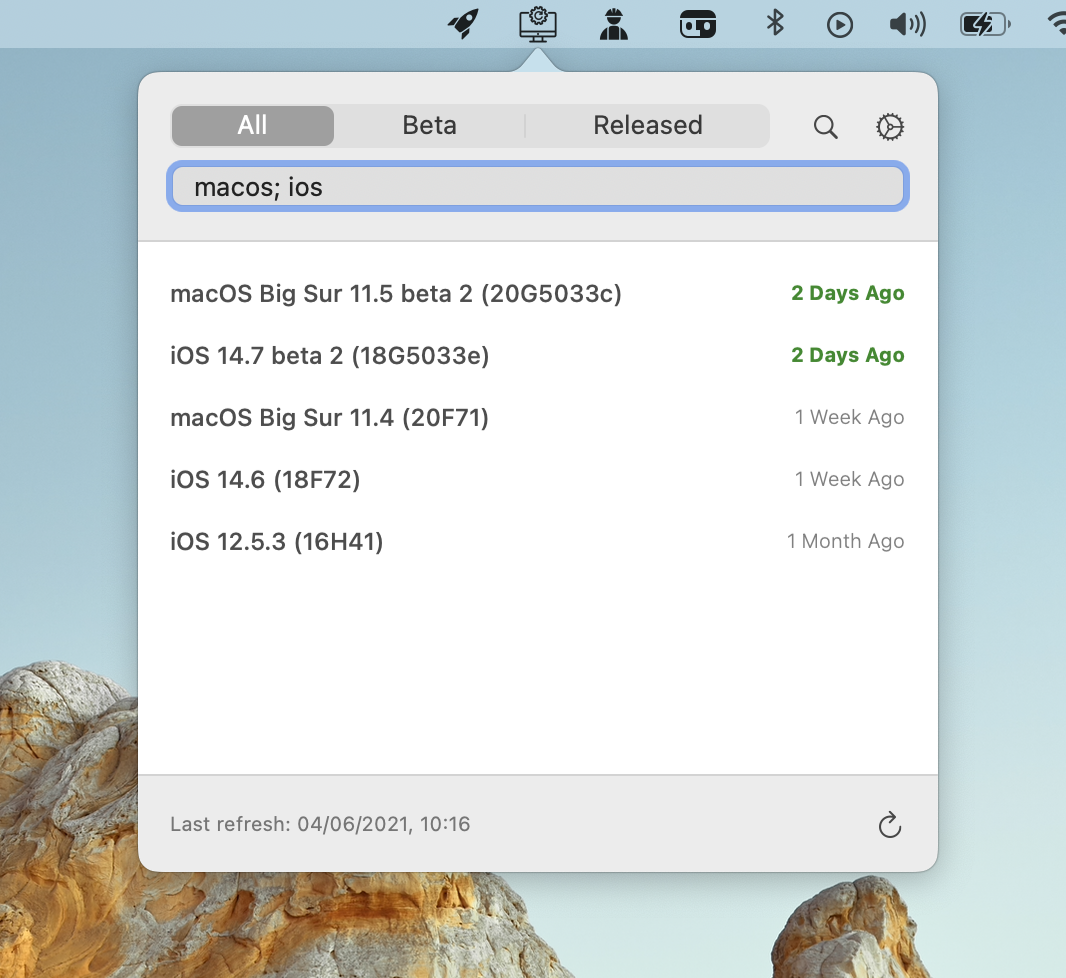 All Beta Released
macos; ios
macOS Big Sur 11.5 beta 2 (20G5033c) 2 Days Ago
iOS 14.7 beta 2 (18G5033e) 2 Days Ago
macOS Big Sur 11.4 (20F71) 1 Week Ago
iOS 14.6 (18F72) 1 Week Ago
iOS 12.5.3 (16H41) 1 Month Ago
Last refresh: 04/06/2021, 10:16